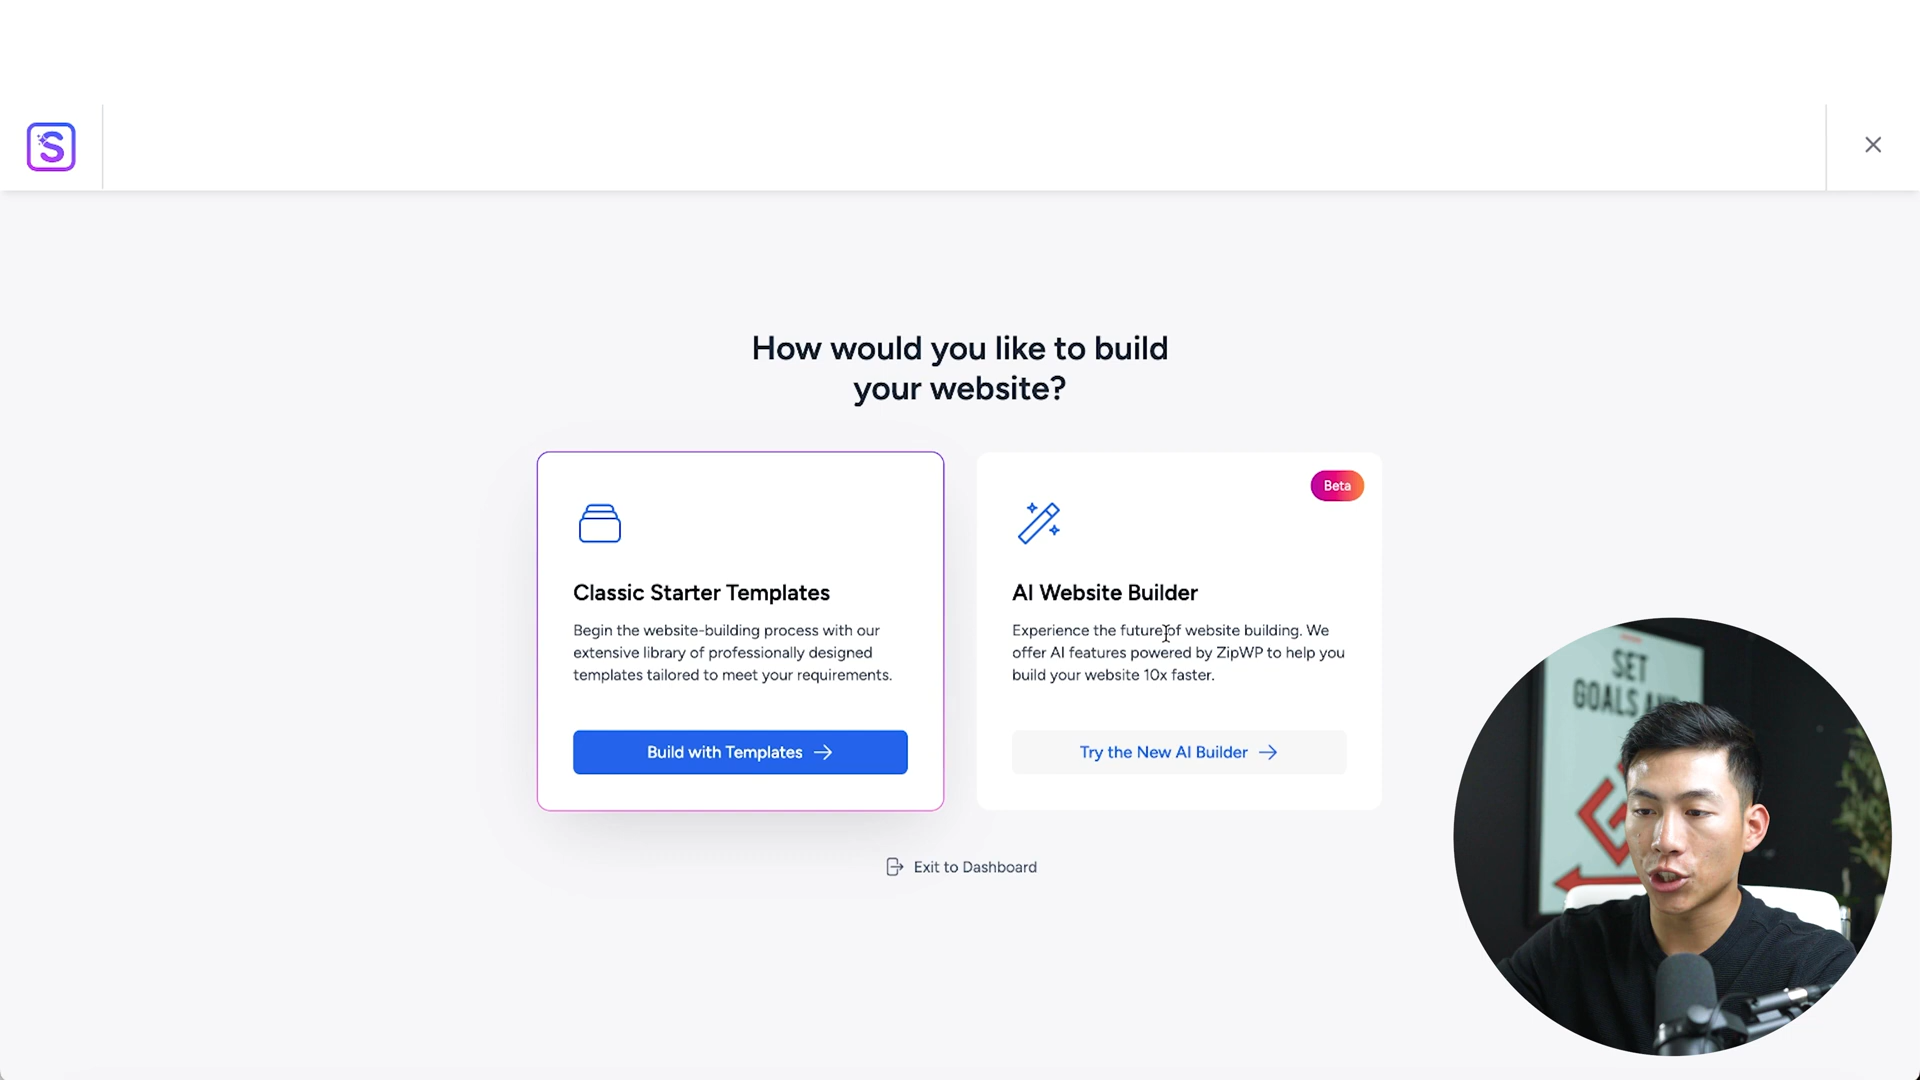 S
How would you like to build
your website?
Beta
Classic Starter Templates
Begin the website-building process with our
extensive library of professionally designed
templates tailored to meet your requirements.
Build with Templates
AI Website Builder
Experience the future of website building. We
offer AI features powered by ZipWP to help you
build your website 10x faster.
Try the New AI Builder
Exit to Dashboard
SET
GOALS